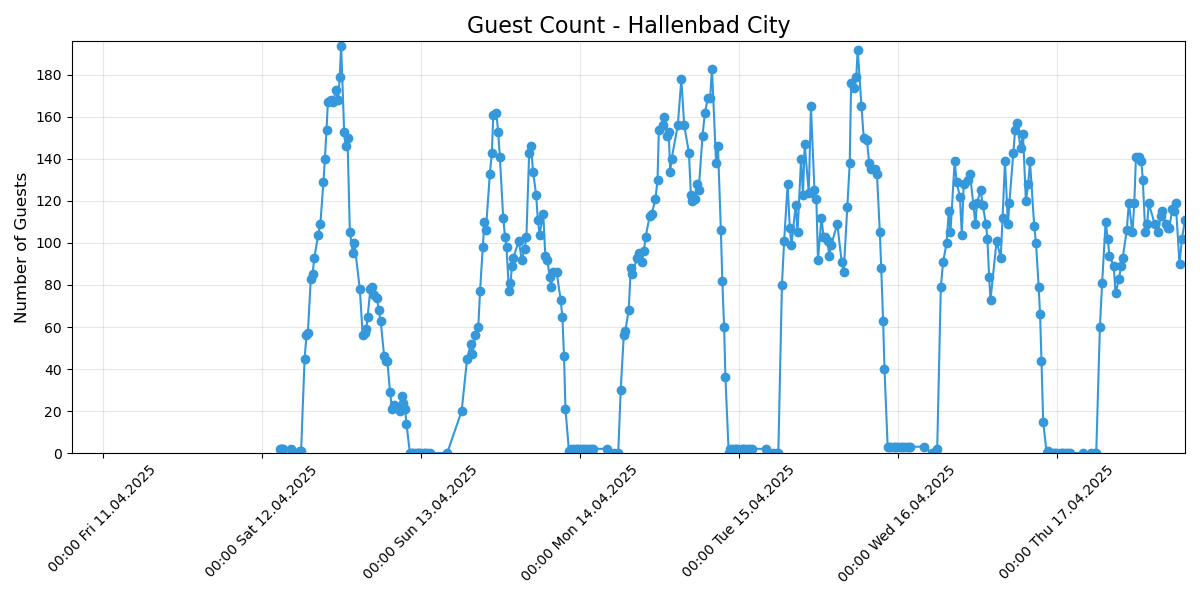 Guest Count - Hallenbad City
Number of Guests
180
160
140
120
100
80
60
40
20
0
00:00 Fri 11.04.2025
00:00 Sat 12.04.2025
00:00 Sun 13.04.2025
00:00 Mon 14.04.2025
00:00 Tue 15.04.2025
00:00 Wed 16.04.2025
00:00 Thu 17.04.2025